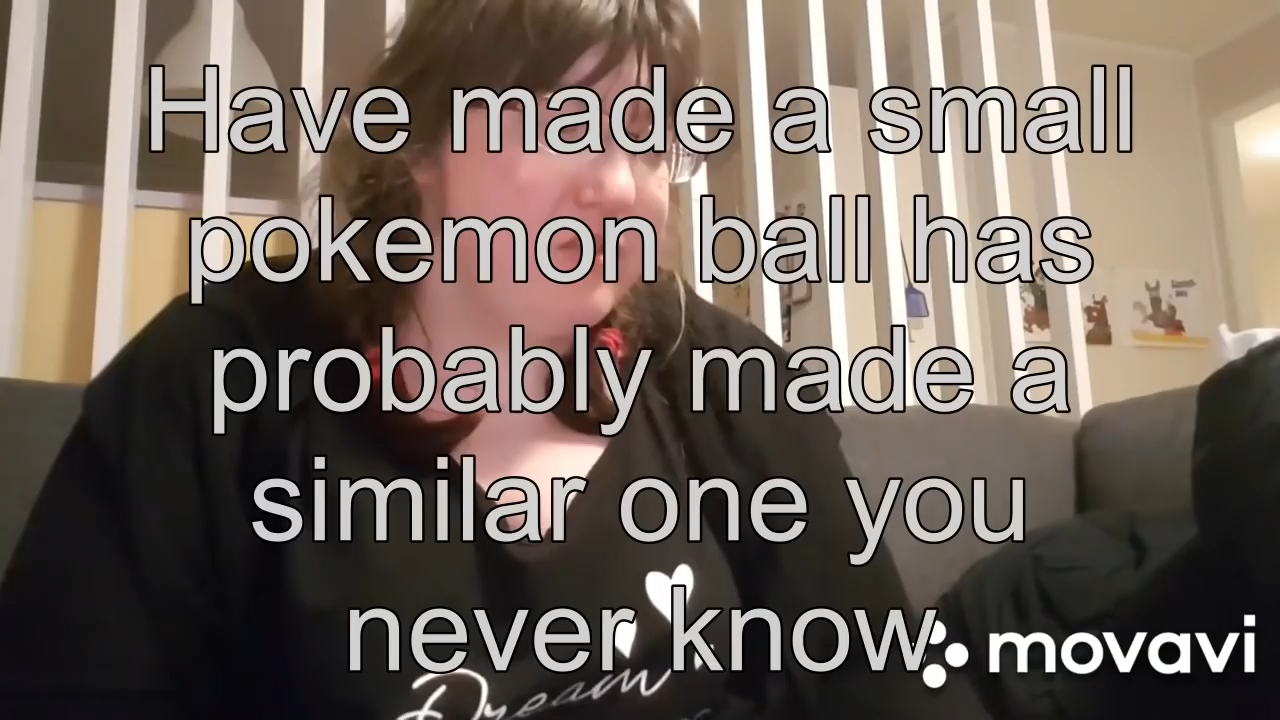 Have made a small
pokemon ball has
probably made a
similar one you
never know
movavi
Dream